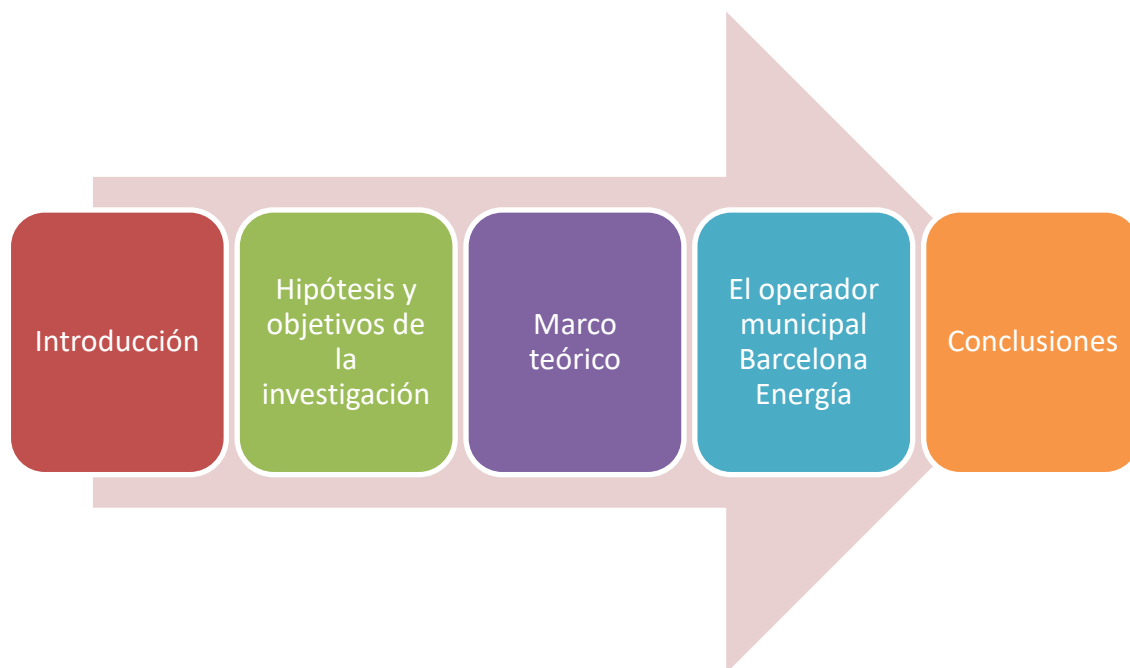 Introducción
Hipótesis y
objetivos de
la
investigación
Marco
teórico
El operador
municipal
Barcelona
Energía
Conclusiones